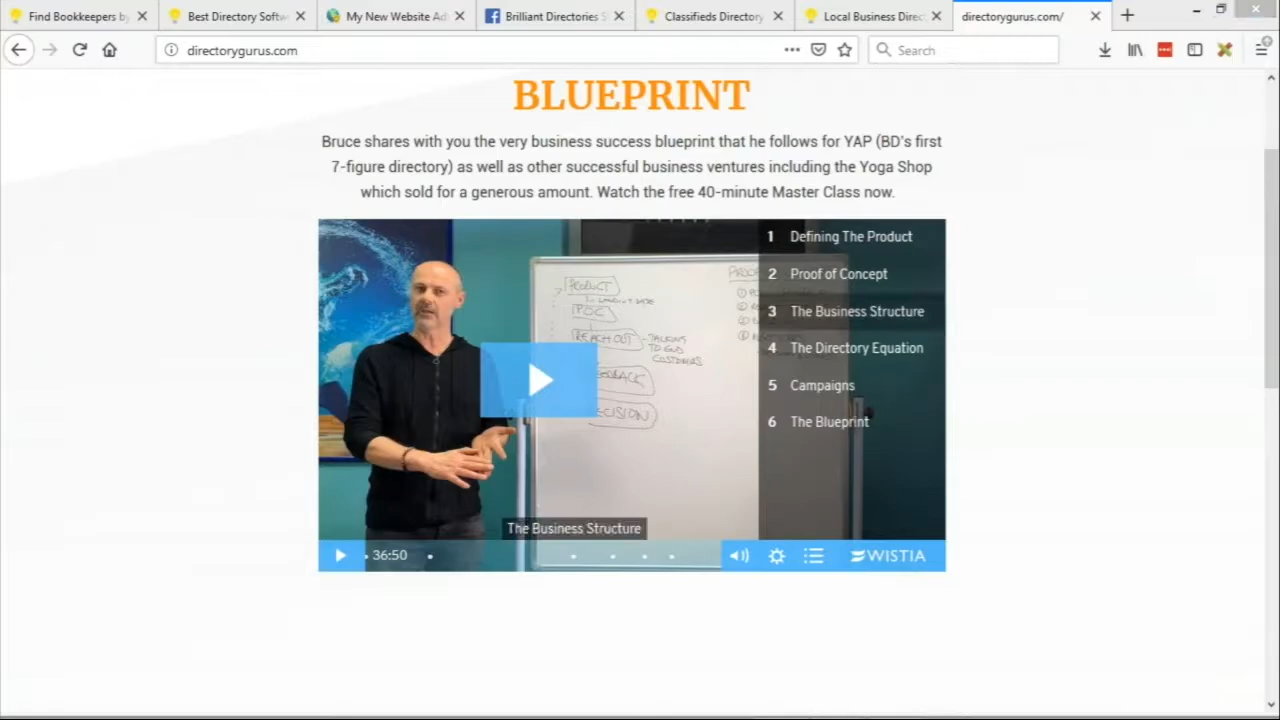 Find Bookkeepers by
Best Directory Softw
My New Website Ad
Brilliant Directories S
Classifieds Directory
Local Business Direc
directorygurus.com/
directorygurus.com
Search
BLUEPRINT
Bruce shares with you the very business success blueprint that he follows for YAP (BD's first
7-figure directory) as well as other successful business ventures including the Yoga Shop
which sold for a generous amount. Watch the free 40-minute Master Class now.
1 Defining The Product
2 Proof of Concept
3 The Business Structure
4 The Directory Equation
5 Campaigns
6 The Blueprint
PRODUCT
POC
REACH OUT - TALKING
TO END
CUSTOMERS
The Business Structure
36:50
WISTIA